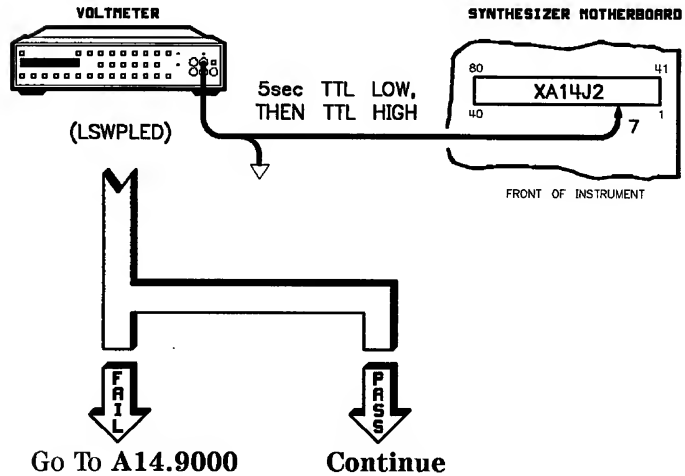 VOLTMETER
SYNTHESIZER MOTHERBOARD
80
41
XA14J2
5sec TTL LOW,
THEN TTL HIGH
40
1
7
(LSWPLED)
FRONT OF INSTRUMENT
FAIL
PASS
Go To A14.9000
Continue